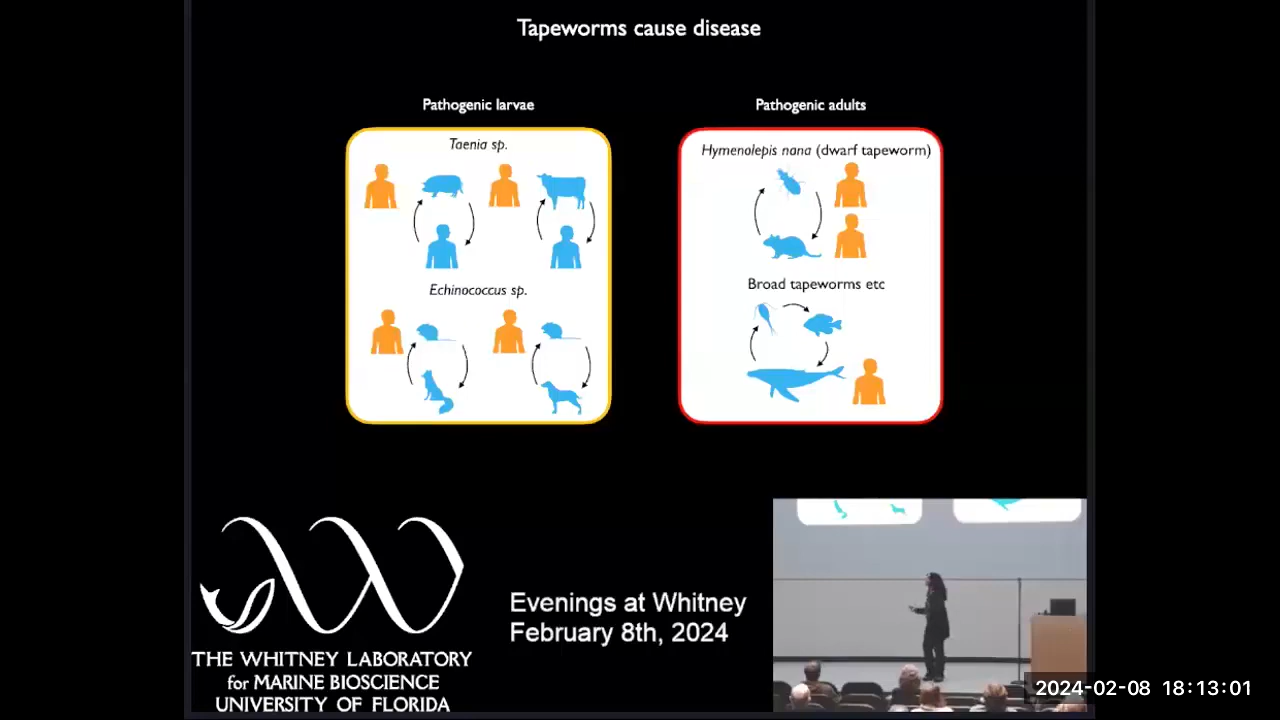 Tapeworms cause disease
Pathogenic larvae
Taenia sp.
Echinococcus sp.
Pathogenic adults
Hymenolepis nana (dwarf tapeworm)
Broad tapeworms etc
THE WHITNEY LABORATORY
for MARINE BIOSCIENCE
UNIVERSITY OF FLORIDA
Evenings at Whitney
February 8th, 2024
2024-02-08 18:13:01